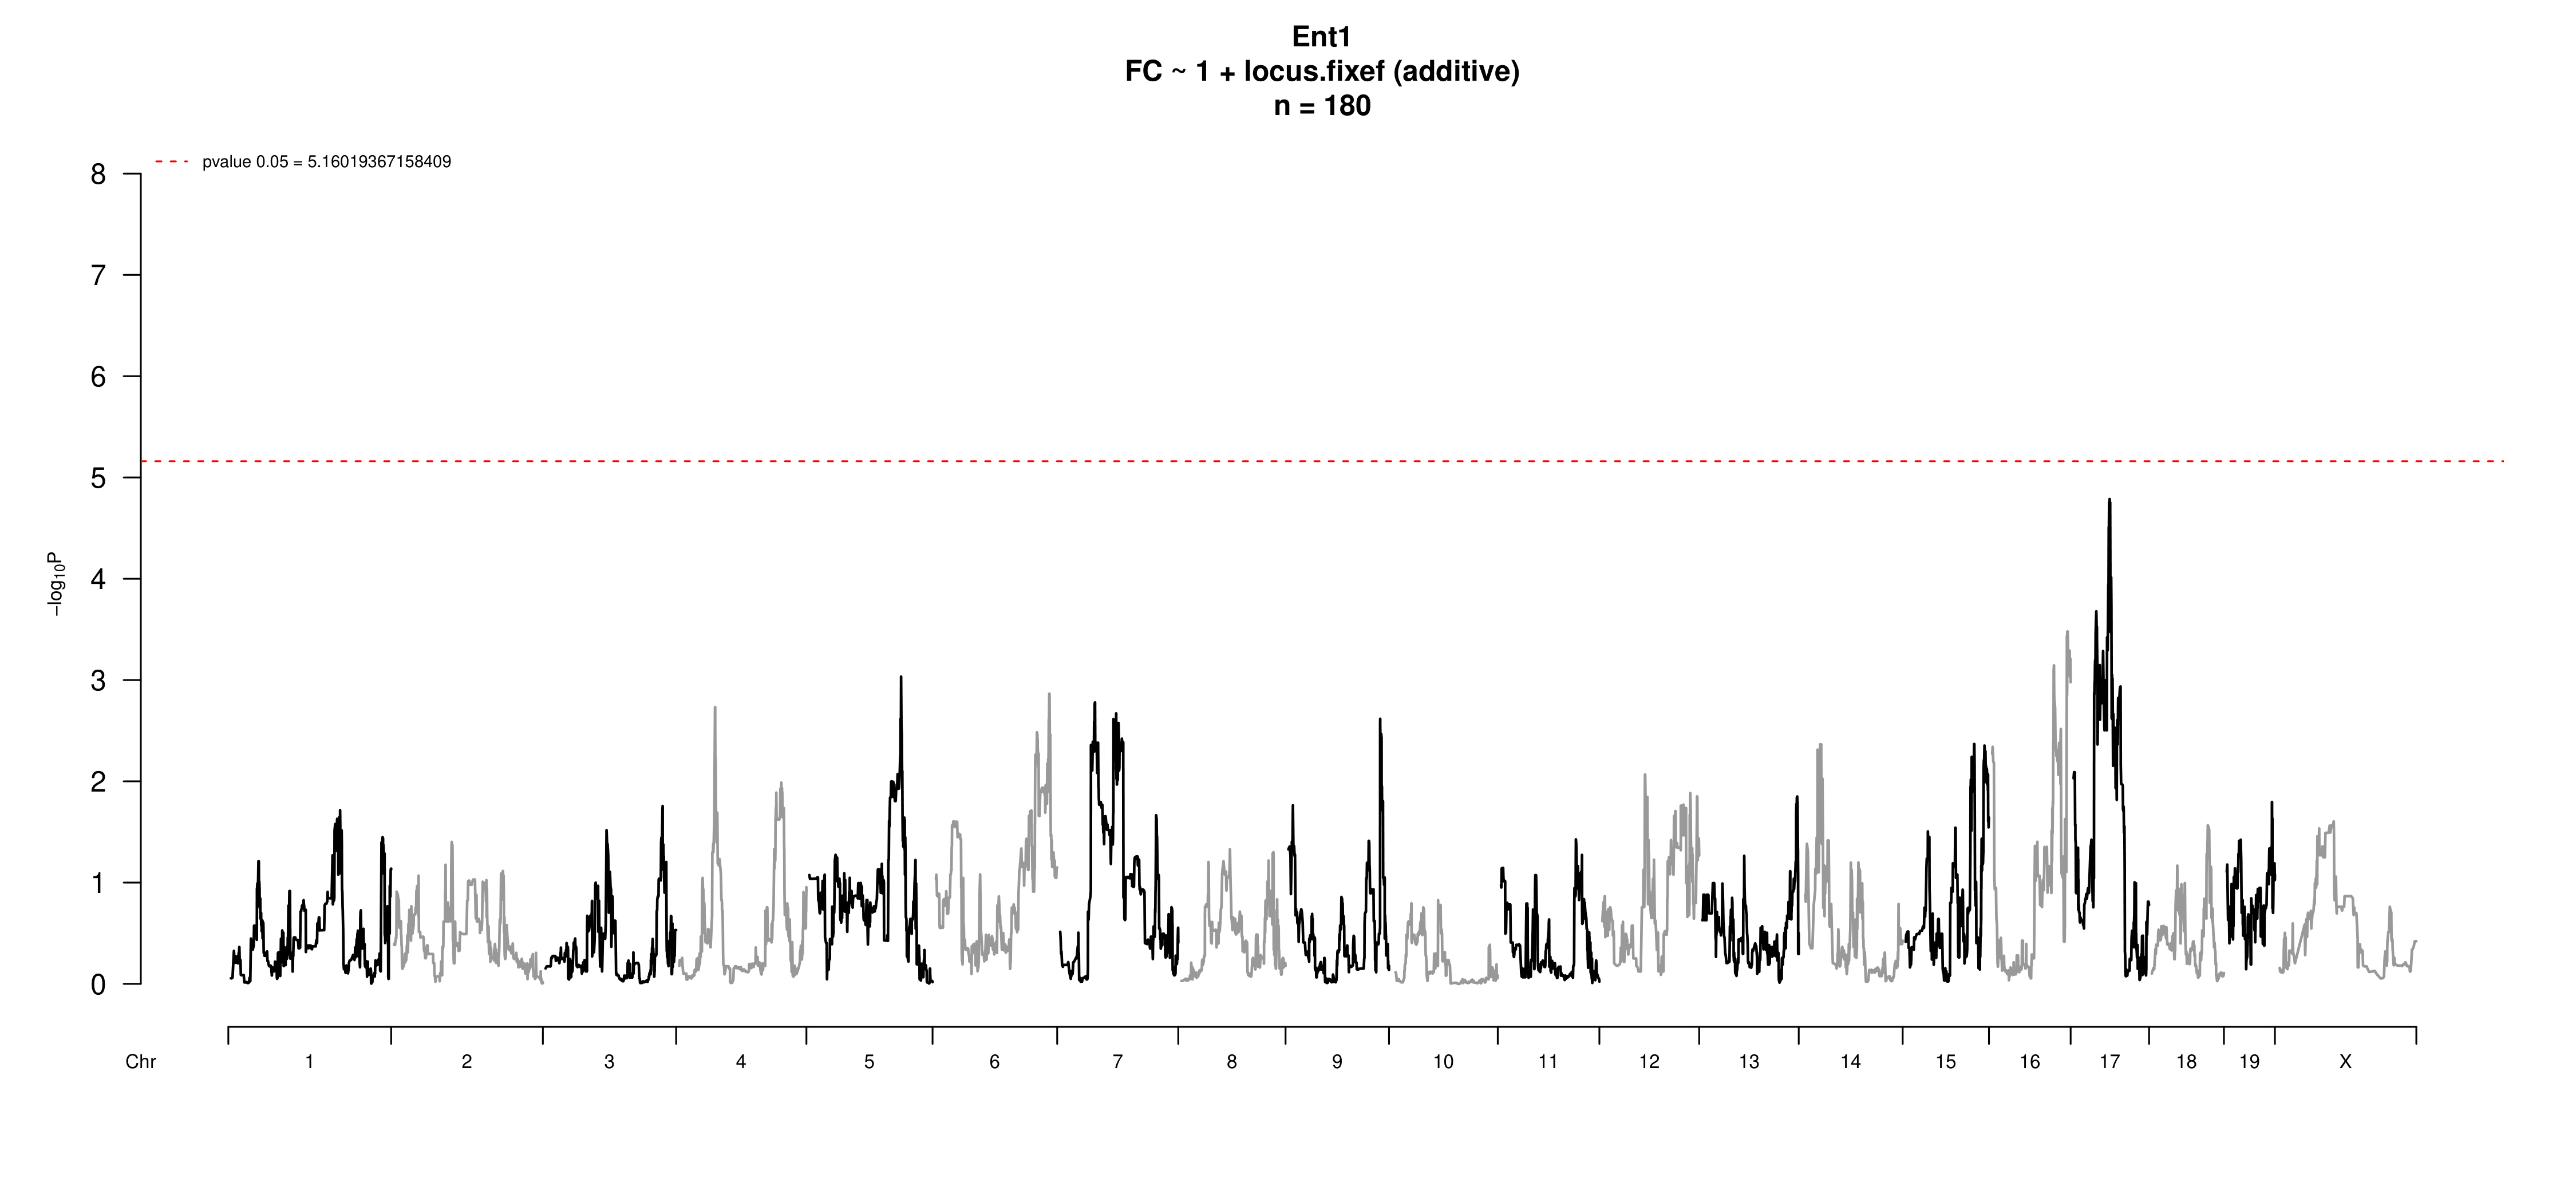 Ent1
FC ~ 1 + locus.fixef (additive)
n = 180
pvalue 0.05 = 5.16019367158409
8
7
6
5
4
3
2
1
0
−log10P
Chr 1 2 3 4 5 6 7 8 9 10 11 12 13 14 15 16 17 18 19 X